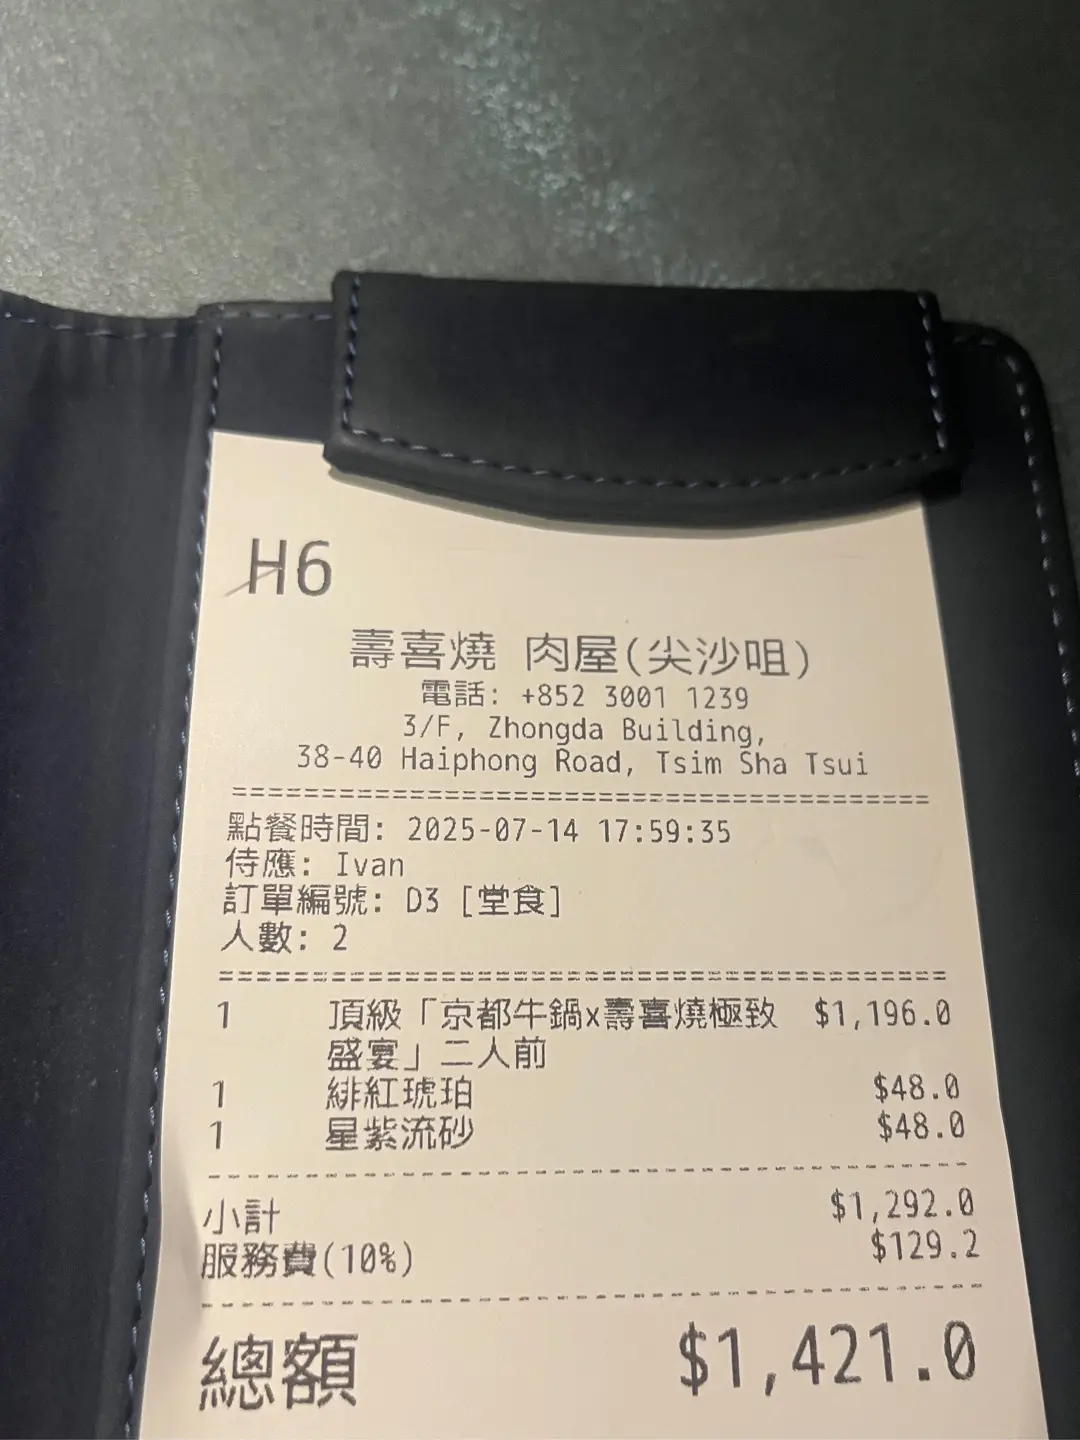 H6
壽喜燒 肉屋(尖沙咀)
電話: +852 3001 1239
3/F, Zhongda Building,
38-40 Haiphong Road, Tsim Sha Tsui
========================================
點餐時間: 2025-07-14 17:59:35
侍應: Ivan
訂單編號: D3 [堂食]
人數: 2
========================================
1 頂級「京都牛鍋x壽喜燒極致 $1,196.0
盛宴」二人前
1 緋紅琥珀 $48.0
1 星紫流砂 $48.0
----------------------------------------
小計 $1,292.0
服務費(10%) $129.2
----------------------------------------
總額 $1,421.0